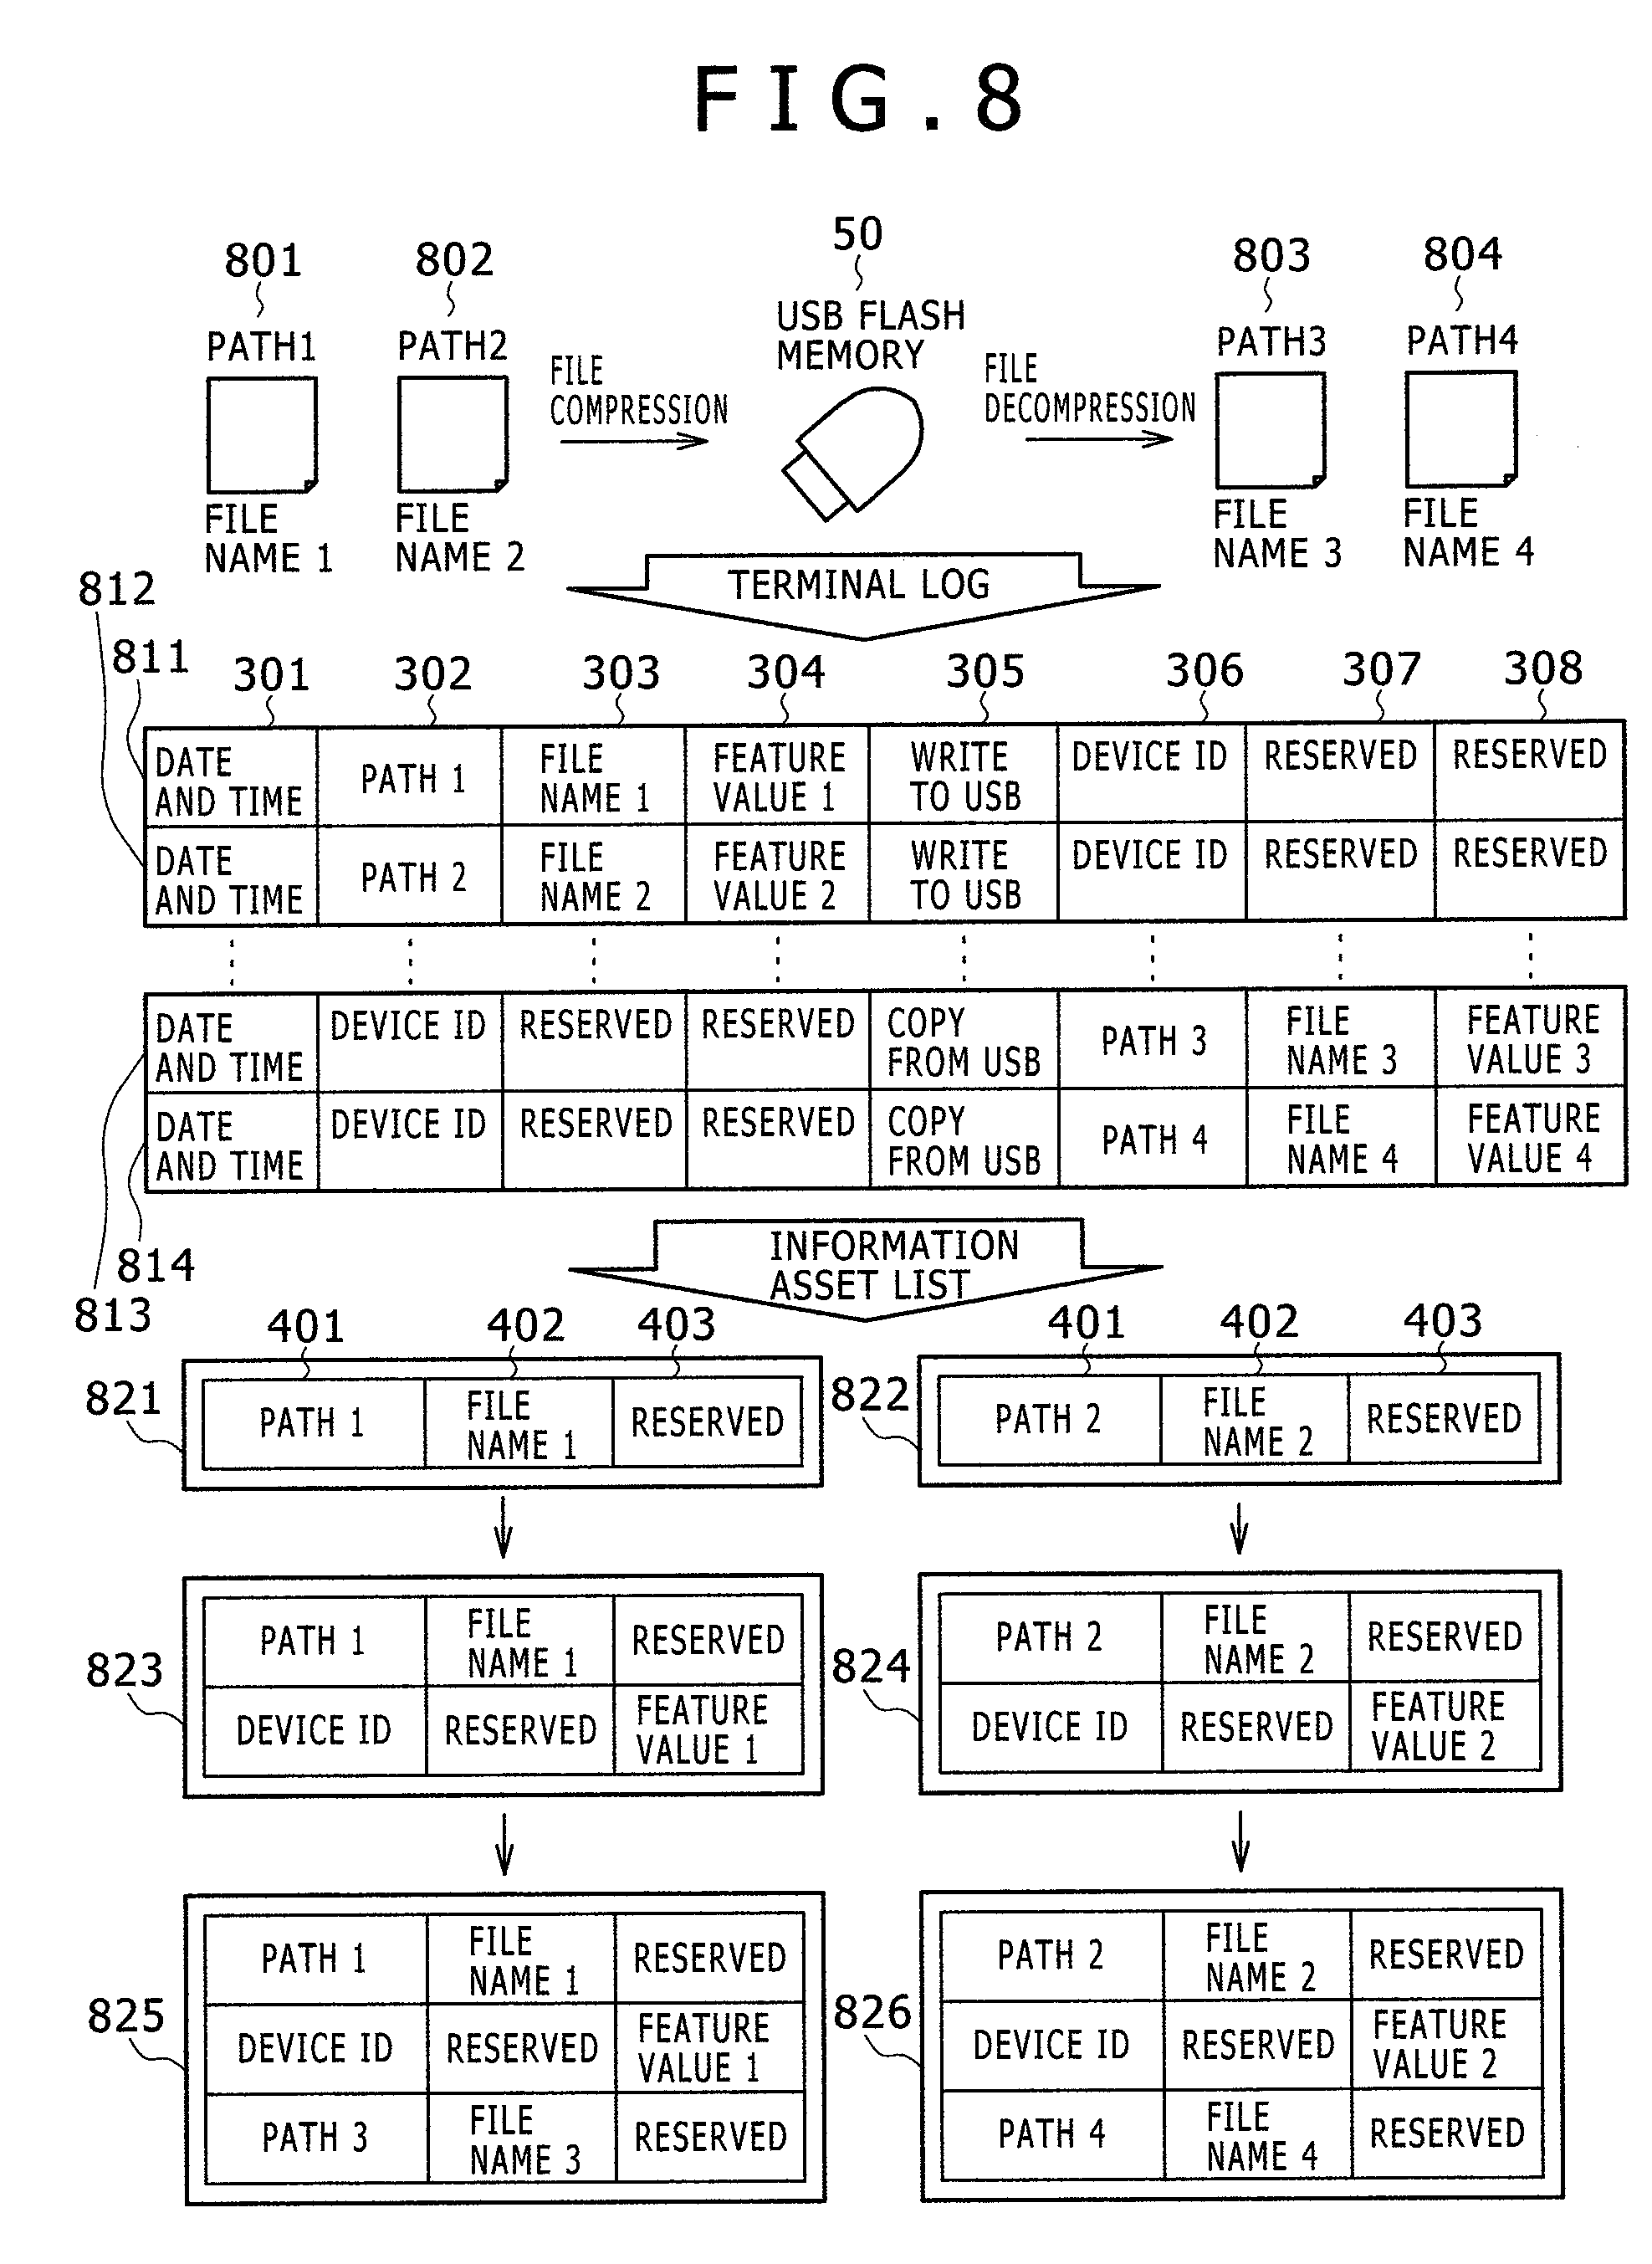 FIG.8
801
802
50
803
804
PATH1
PATH2
USB FLASH
MEMORY
PATH3
PATH4
FILE
COMPRESSION
FILE
DECOMPRESSION
FILE
NAME 1
FILE
NAME 2
FILE
NAME 3
FILE
NAME 4
TERMINAL LOG
812
811
301
302
303
304
305
306
307
308
DATE
AND TIME
PATH 1
FILE
NAME 1
FEATURE
VALUE 1
WRITE
TO USB
DEVICE ID
RESERVED
RESERVED
DATE
AND TIME
PATH 2
FILE
NAME 2
FEATURE
VALUE 2
WRITE
TO USB
DEVICE ID
RESERVED
RESERVED
DATE
AND TIME
DEVICE ID
RESERVED
RESERVED
COPY
FROM USB
PATH 3
FILE
NAME 3
FEATURE
VALUE 3
DATE
AND TIME
DEVICE ID
RESERVED
RESERVED
COPY
FROM USB
PATH 4
FILE
NAME 4
FEATURE
VALUE 4
814
813
INFORMATION
ASSET LIST
401
402
403
401
402
403
821
PATH 1
FILE
NAME 1
RESERVED
822
PATH 2
FILE
NAME 2
RESERVED
823
PATH 1
FILE
NAME 1
RESERVED
DEVICE ID
RESERVED
FEATURE
VALUE 1
824
PATH 2
FILE
NAME 2
RESERVED
DEVICE ID
RESERVED
FEATURE
VALUE 2
825
PATH 1
FILE
NAME 1
RESERVED
DEVICE ID
RESERVED
FEATURE
VALUE 1
PATH 3
FILE
NAME 3
RESERVED
826
PATH 2
FILE
NAME 2
RESERVED
DEVICE ID
RESERVED
FEATURE
VALUE 2
PATH 4
FILE
NAME 4
RESERVED